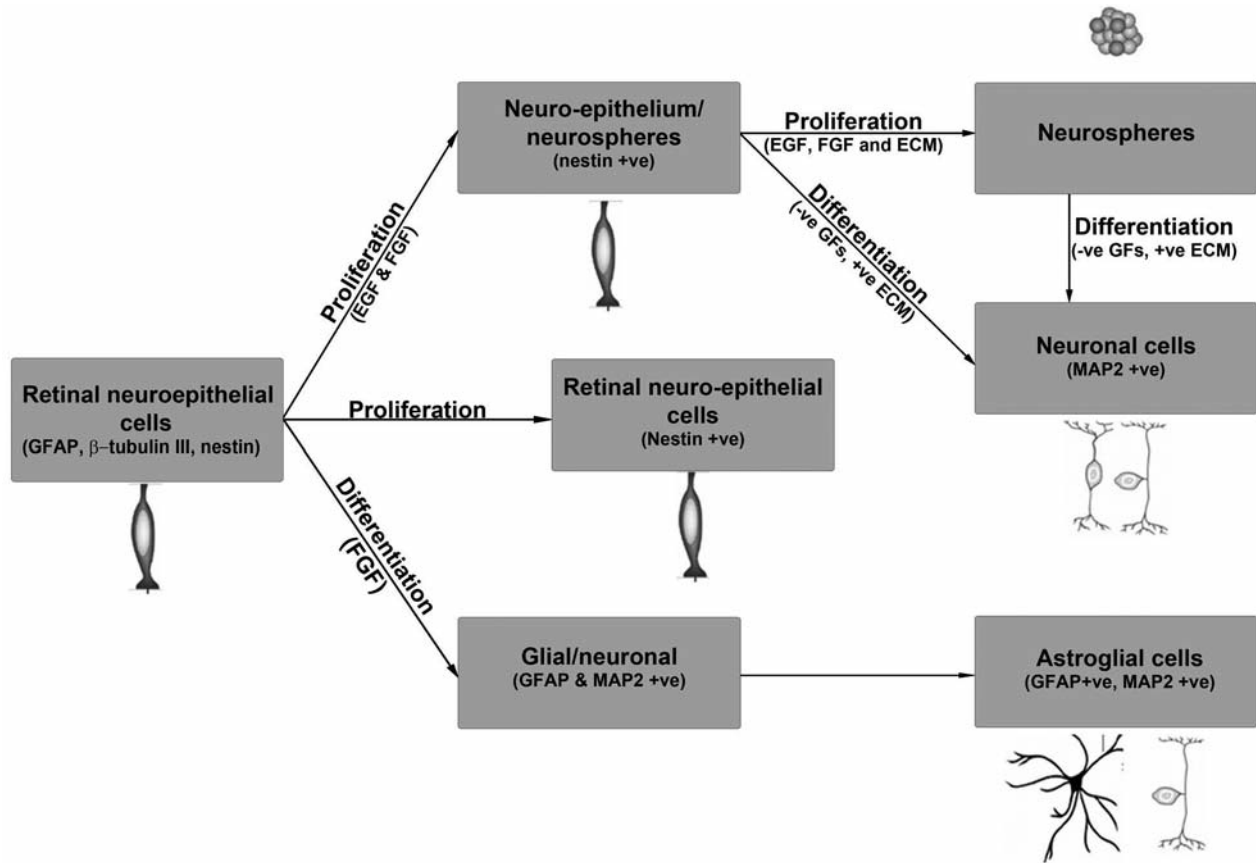 Neuro-epithelium/
neurospheres
(nestin +ve)
Proliferation
(EGF, FGF and ECM)
Neurospheres
Proliferation
(EGF & FGF)
Differentiation
(-ve GFs, +ve ECM)
Differentiation
(-ve GFs, +ve ECM)
Neuronal cells
(MAP2 +ve)
Retinal neuroepithelial
cells
(GFAP, β-tubulin III, nestin)
Proliferation
Retinal neuro-epithelial
cells
(Nestin +ve)
Differentiation
(FGF)
Glial/neuronal
(GFAP & MAP2 +ve)
Astroglial cells
(GFAP+ve, MAP2 +ve)